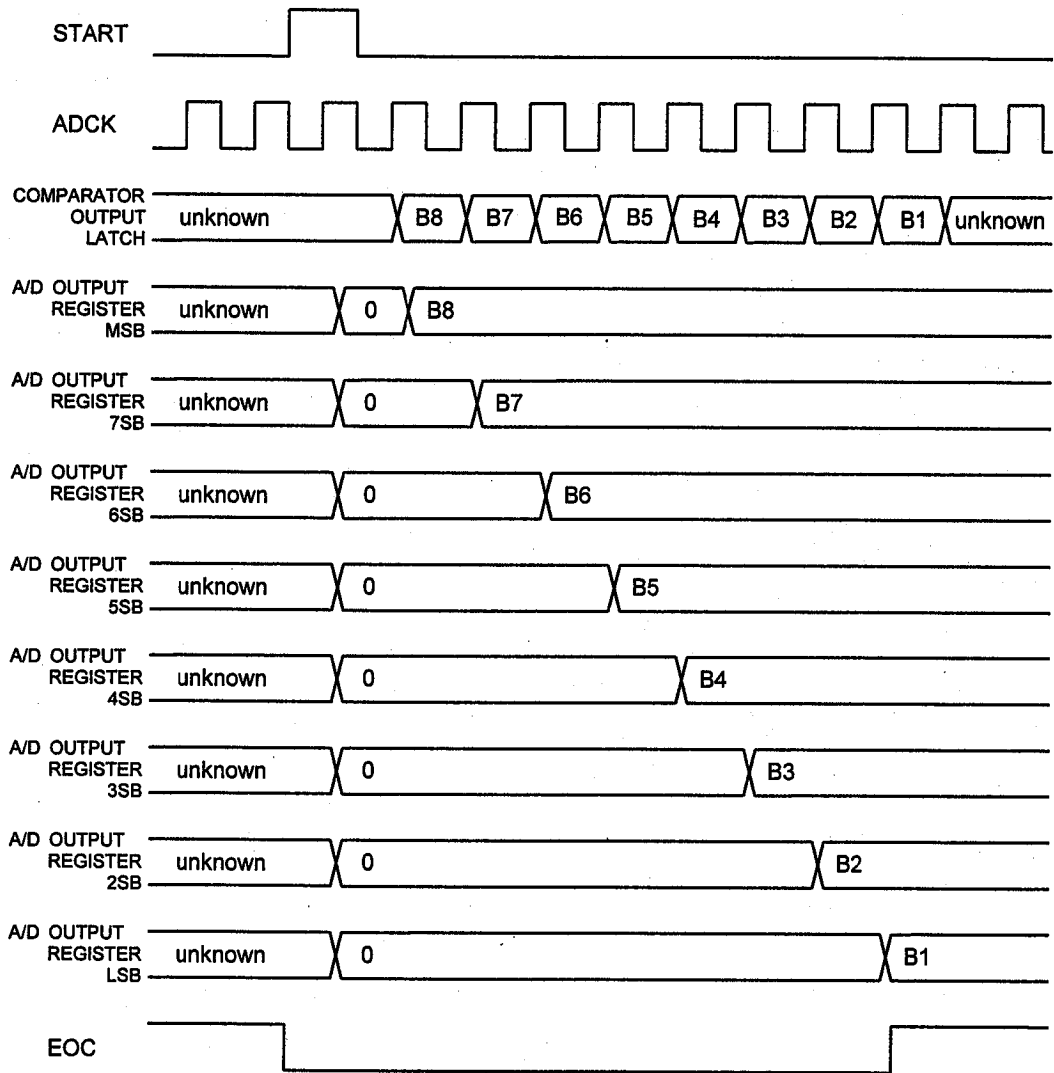 START
ADCK
COMPARATOR
OUTPUT
LATCH
unknown B8 B7 B6 B5 B4 B3 B2 B1 unknown
A/D OUTPUT
REGISTER
MSB
unknown 0 B8
A/D OUTPUT
REGISTER
7SB
unknown 0 B7
A/D OUTPUT
REGISTER
6SB
unknown 0 B6
A/D OUTPUT
REGISTER
5SB
unknown 0 B5
A/D OUTPUT
REGISTER
4SB
unknown 0 B4
A/D OUTPUT
REGISTER
3SB
unknown 0 B3
A/D OUTPUT
REGISTER
2SB
unknown 0 B2
A/D OUTPUT
REGISTER
LSB
unknown 0 B1
EOC